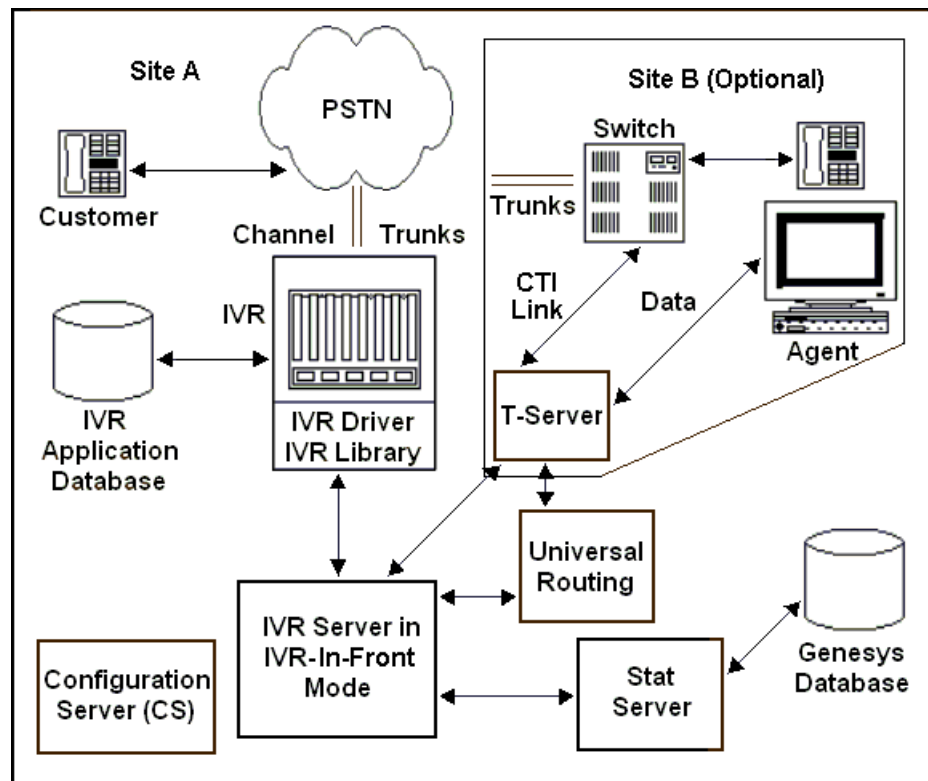 Site A
PSTN
Site B (Optional)
Switch
Customer
Trunks
Channel
Trunks
IVR
CTI
Link
Data
Agent
IVR
Application
Database
IVR Driver
IVR Library
T-Server
Universal
Routing
IVR Server in
IVR-In-Front
Mode
Configuration
Server (CS)
Stat
Server
Genesys
Database